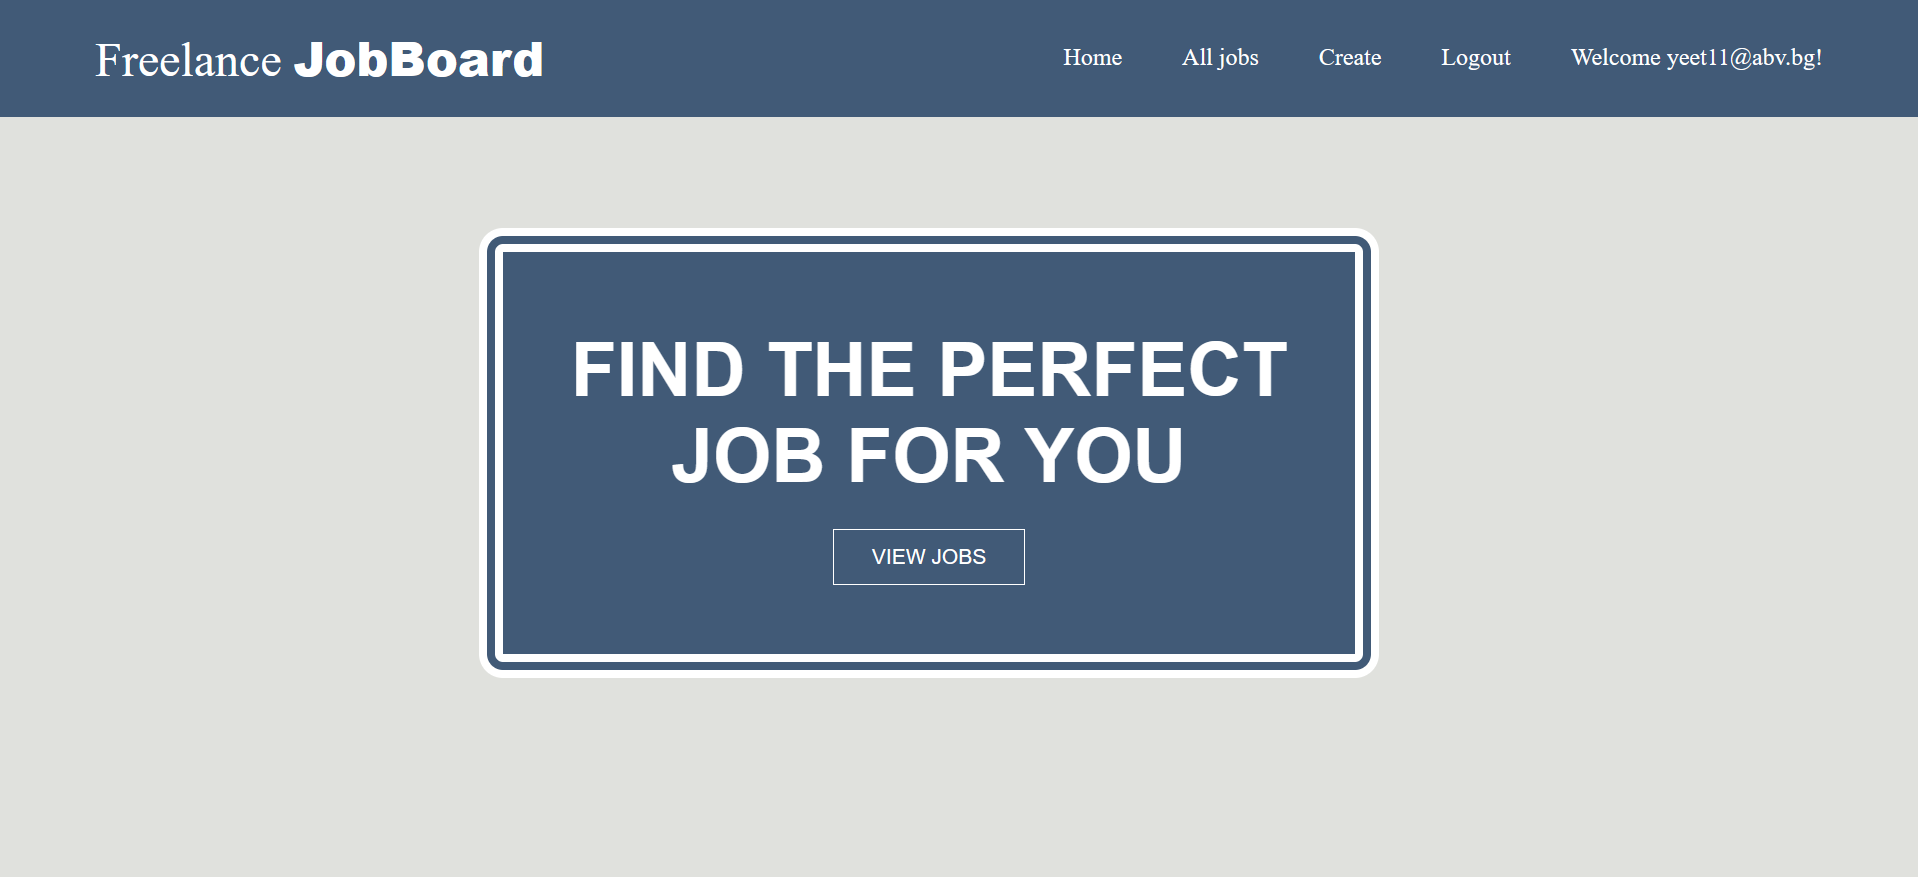 Freelance JobBoard
Home All jobs Create Logout Welcome yeet11@abv.bg!
FIND THE PERFECT
JOB FOR YOU
VIEW JOBS